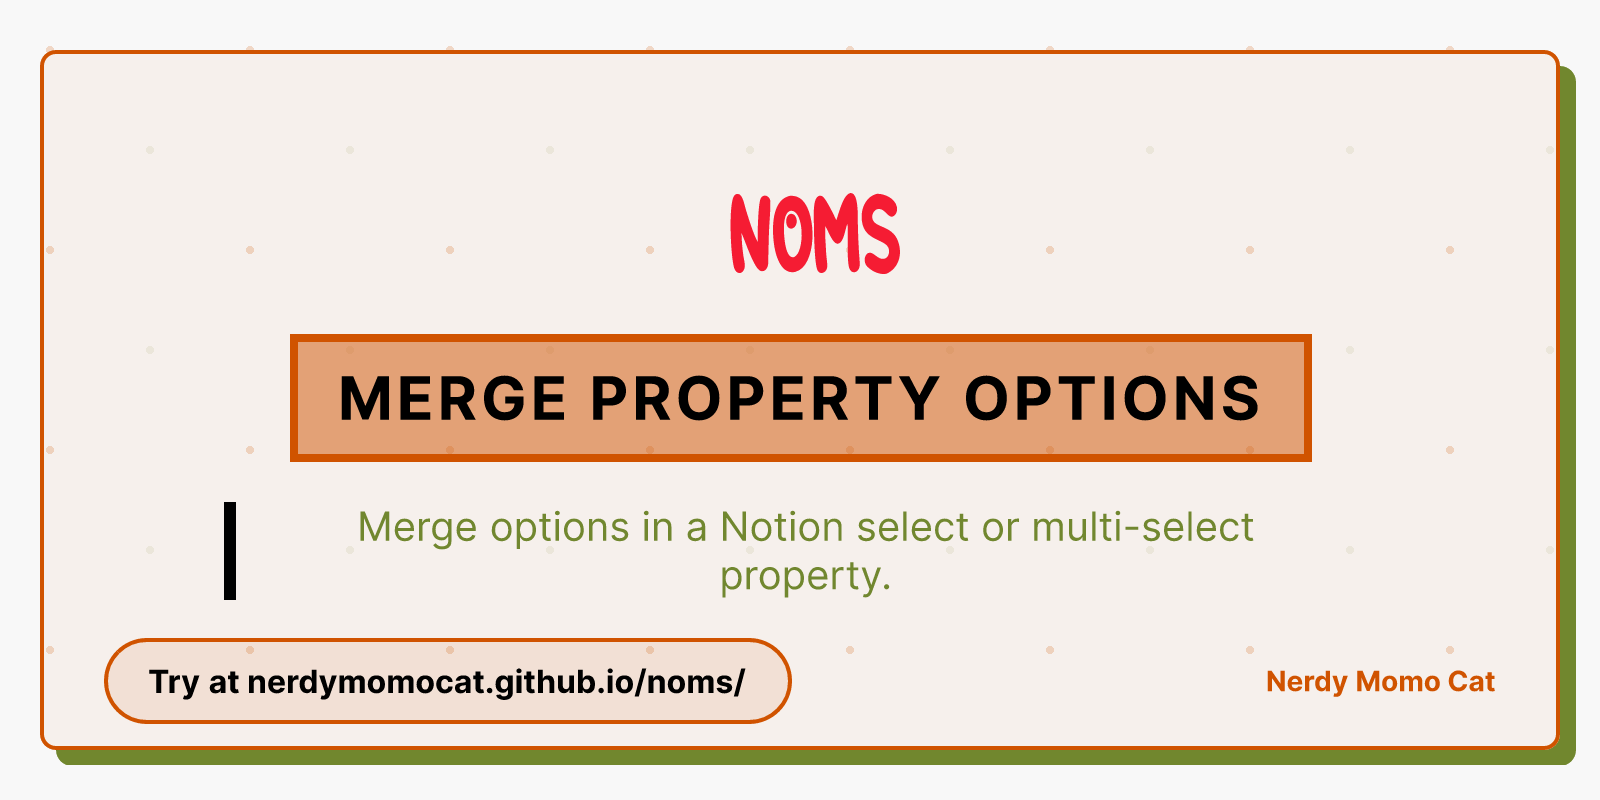 NOMS
MERGE PROPERTY OPTIONS
Merge options in a Notion select or multi-select
property.
Try at nerdymomocat.github.io/noms/
Nerdy Momo Cat